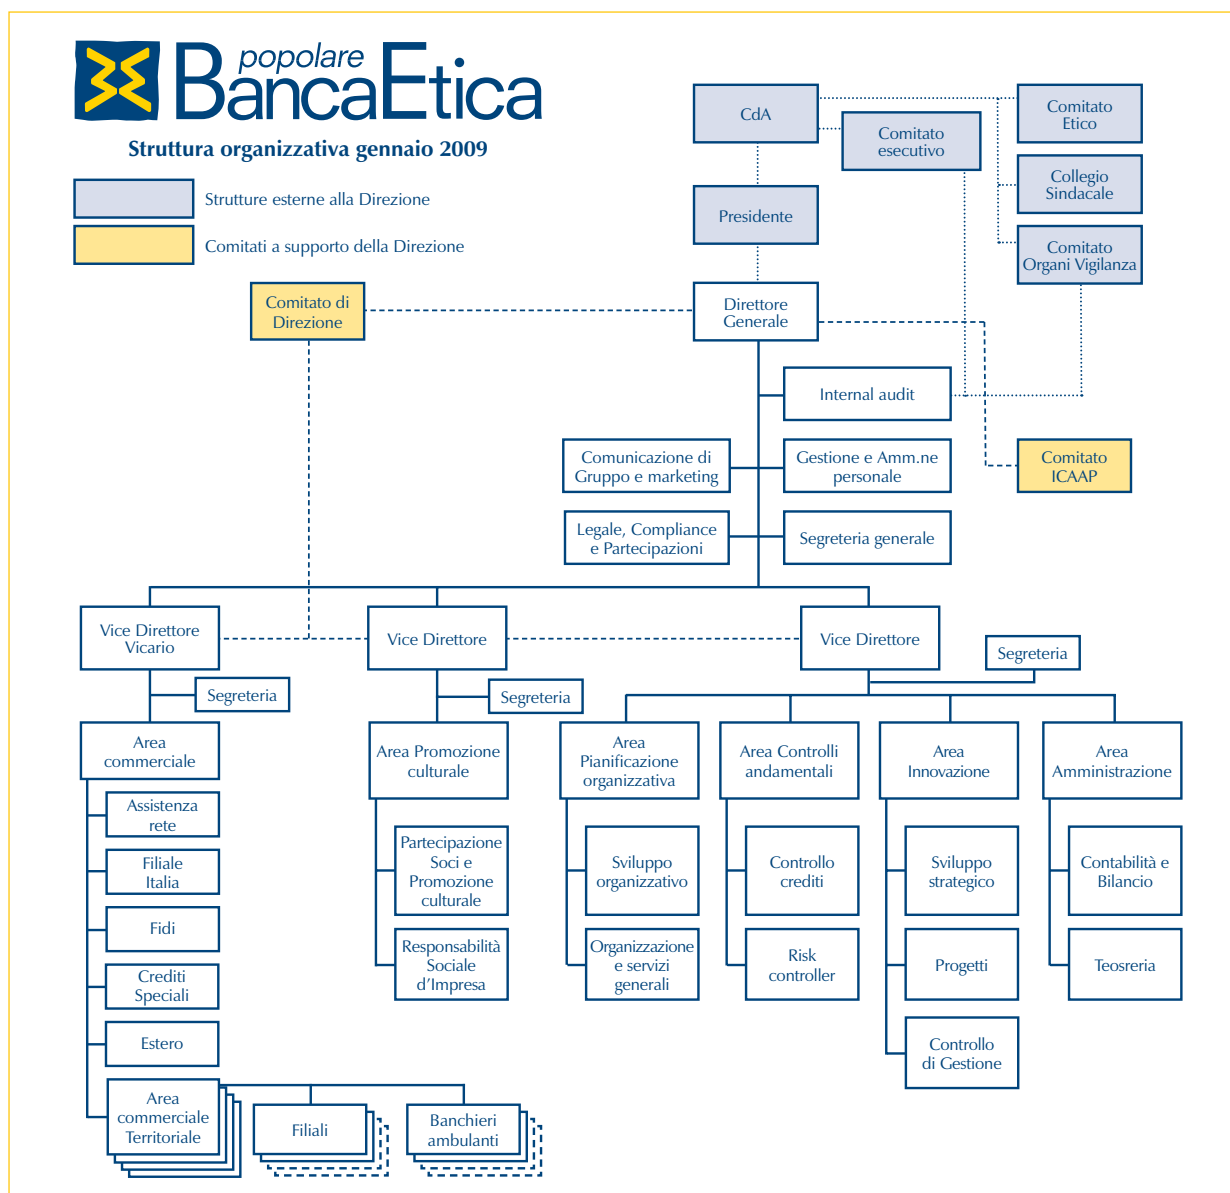 popolare
BancaEtica
Struttura organizzativa gennaio 2009
Strutture esterne alla Direzione
Comitati a supporto della Direzione
CdA
Comitato
esecutivo
Comitato
Etico
Collegio
Sindacale
Presidente
Comitato
Organi Vigilanza
Comitato di
Direzione
Direttore
Generale
Internal audit
Comunicazione di
Gruppo e marketing
Gestione e Amm.ne
personale
Comitato
ICAAP
Legale, Compliance
e Partecipazioni
Segreteria generale
Vice Direttore
Vicario
Vice Direttore
Vice Direttore
Segreteria
Segreteria
Segreteria
Area
commerciale
Area Promozione
culturale
Area
Pianificazione
organizzativa
Area Controlli
andamentali
Area
Innovazione
Area
Amministrazione
Assistenza
rete
Filiale
Italia
Fidi
Crediti
Speciali
Estero
Area
commerciale
Territoriale
Filiali
Banchieri
ambulanti
Partecipazione
Soci e
Promozione
culturale
Responsabilità
Sociale
d'Impresa
Sviluppo
organizzativo
Organizzazione
e servizi
generali
Controllo
crediti
Risk
controller
Sviluppo
strategico
Progetti
Controllo
di Gestione
Contabilità e
Bilancio
Teosreria